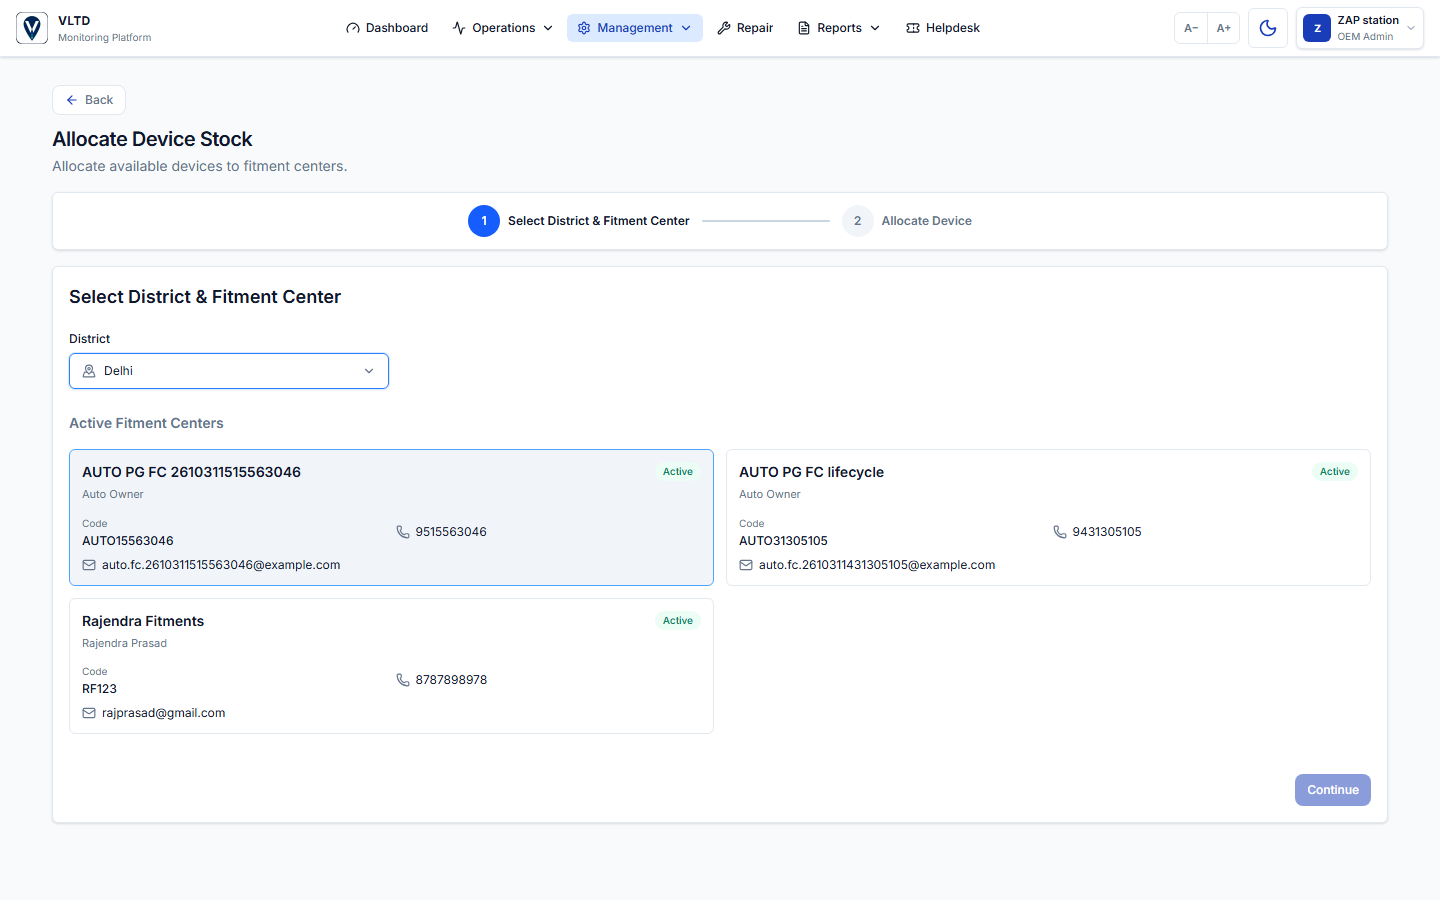 VLTD
Monitoring Platform
Dashboard
Operations
Management
Repair
Reports
Helpdesk
A−
A+
Z
ZAP station
OEM Admin
Back
Allocate Device Stock
Allocate available devices to fitment centers.
1
Select District & Fitment Center
2
Allocate Device
Select District & Fitment Center
District
Delhi
Active Fitment Centers
AUTO PG FC 2610311515563046
Active
Auto Owner
Code
AUTO15563046
9515563046
auto.fc.2610311515563046@example.com
AUTO PG FC lifecycle
Active
Auto Owner
Code
AUTO31305105
9431305105
auto.fc.2610311431305105@example.com
Rajendra Fitments
Active
Rajendra Prasad
Code
RF123
8787898978
rajprasad@gmail.com
Continue